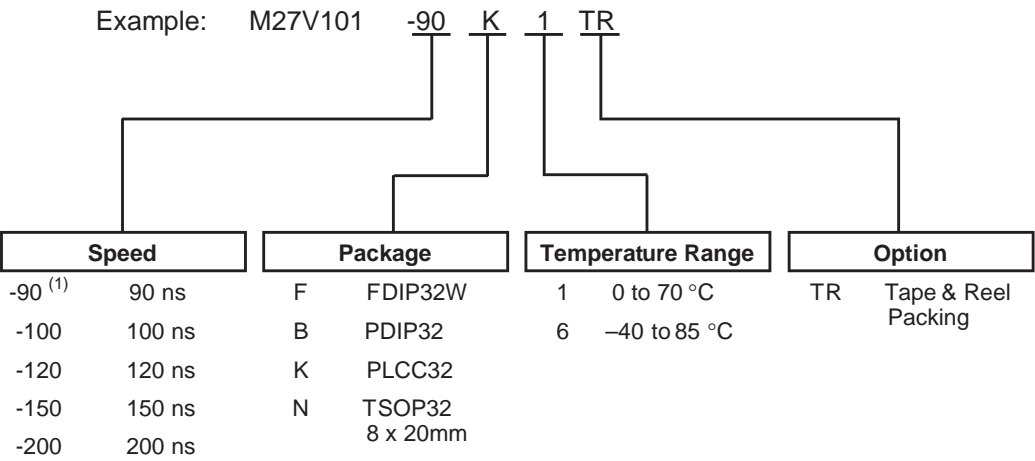 Example: M27V101 -90 K 1 TR
Speed Package Temperature Range Option
-90 (1) 90 ns F FDIP32W 1 0 to 70 °C TR Tape & Reel
Packing
-100 100 ns B PDIP32 6 –40 to 85 °C
-120 120 ns K PLCC32
-150 150 ns N TSOP32
8 x 20mm
-200 200 ns